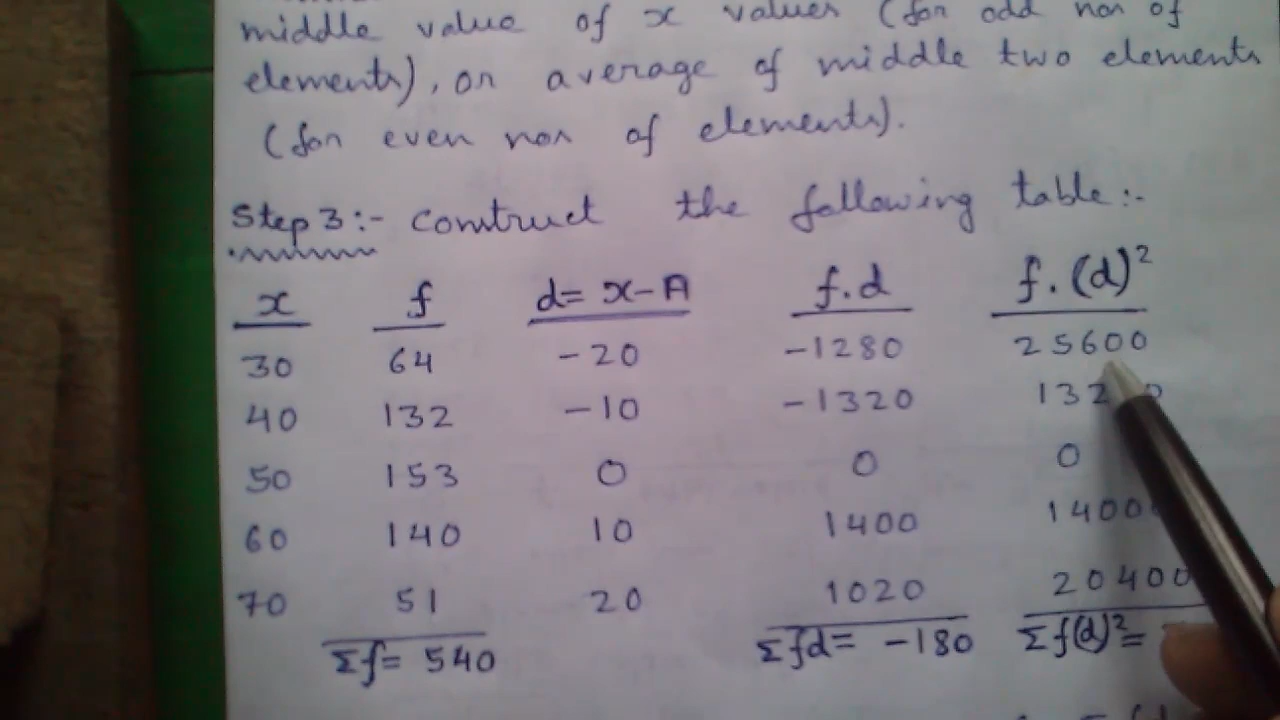 middle value of x values (for odd nos of
elements), or average of middle two elements
(for even nos of elements).
Step 3:- Construct the following table:-
x f d= x-A f.d f.(d)²
30 64 -20 -1280 25600
40 132 -10 -1320
50 153 0 0 0
60 140 10 1400
70 51 20 1020 20400
Σf= 540 Σfd= -180 Σf(d)²=